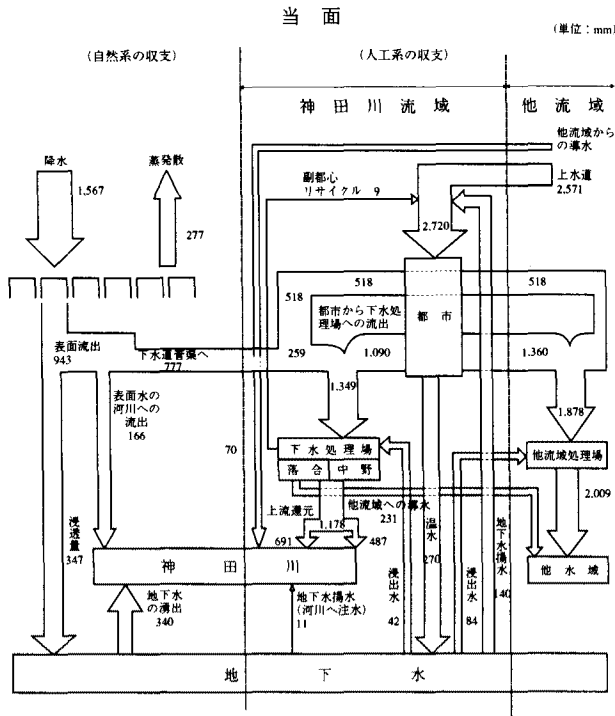 当面
(単位：mm)
(自然系の収支)
(人工系の収支)
神田川流域
他流域
他流域から
の導水
降水
1,567
蒸発散
277
副都心
リサイクル 9
上水道
2,571
2,720
518
518
518
都市から下水処
理場への流出
都市
表面流出
943
下水道管渠へ
777
259
1.090
1.360
1.349
1.878
表面水の
河川への
流出
166
70
下水処理場
落合 中野
他流域処理場
上流還元
他流域への導水
231
1.178
691
487
2.009
浸透量
347
神田川
他水域
地下水
の湧出
340
地下水揚水
(河川へ注水)
11
浸出水
42
温水
270
浸出水
84
地下水揚水
140
地下水